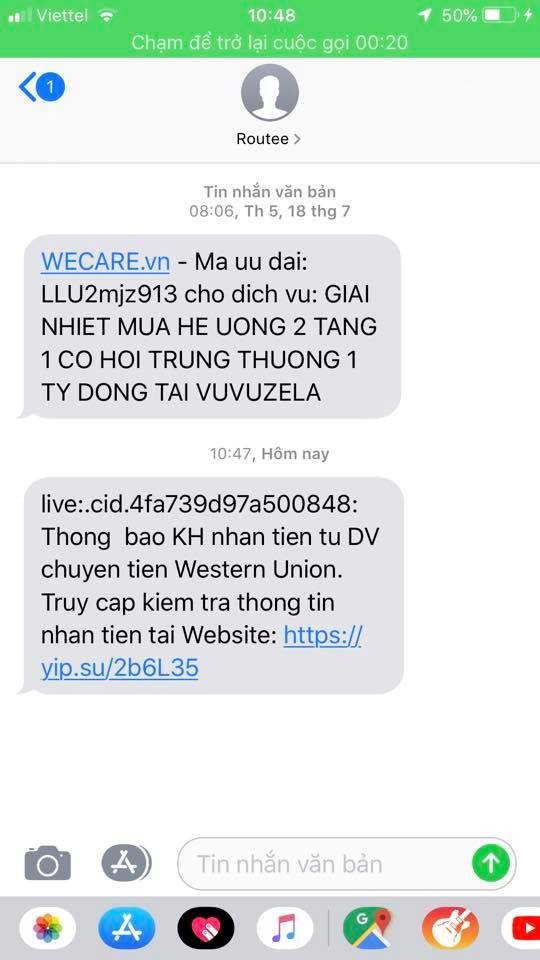 Viettel 10:48 50%
Chạm để trở lại cuộc gọi 00:20
1
Routee
Tin nhắn văn bản
08:06, Th 5, 18 thg 7
WECARE.vn - Ma uu dai:
LLU2mjz913 cho dich vu: GIAI
NHIET MUA HE UONG 2 TANG
1 CO HOI TRUNG THUONG 1
TY DONG TAI VUVUZELA
10:47, Hôm nay
live:.cid.4fa739d97a500848:
Thong bao KH nhan tien tu DV
chuyen tien Western Union.
Truy cap kiem tra thong tin
nhan tien tai Website: https://
yip.su/2b6L35
Tin nhắn văn bản
G